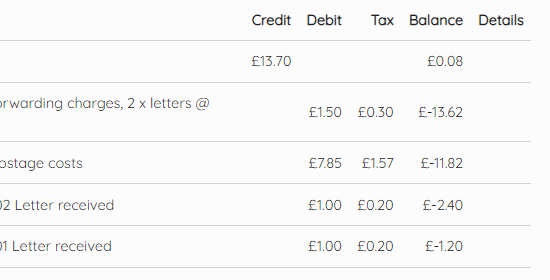 Credit Debit Tax Balance Details
£13.70 £0.08
orwarding charges, 2 x letters @
£1.50 £0.30 £-13.62
ostage costs £7.85 £1.57 £-11.82
02 Letter received £1.00 £0.20 £-2.40
01 Letter received £1.00 £0.20 £-1.20